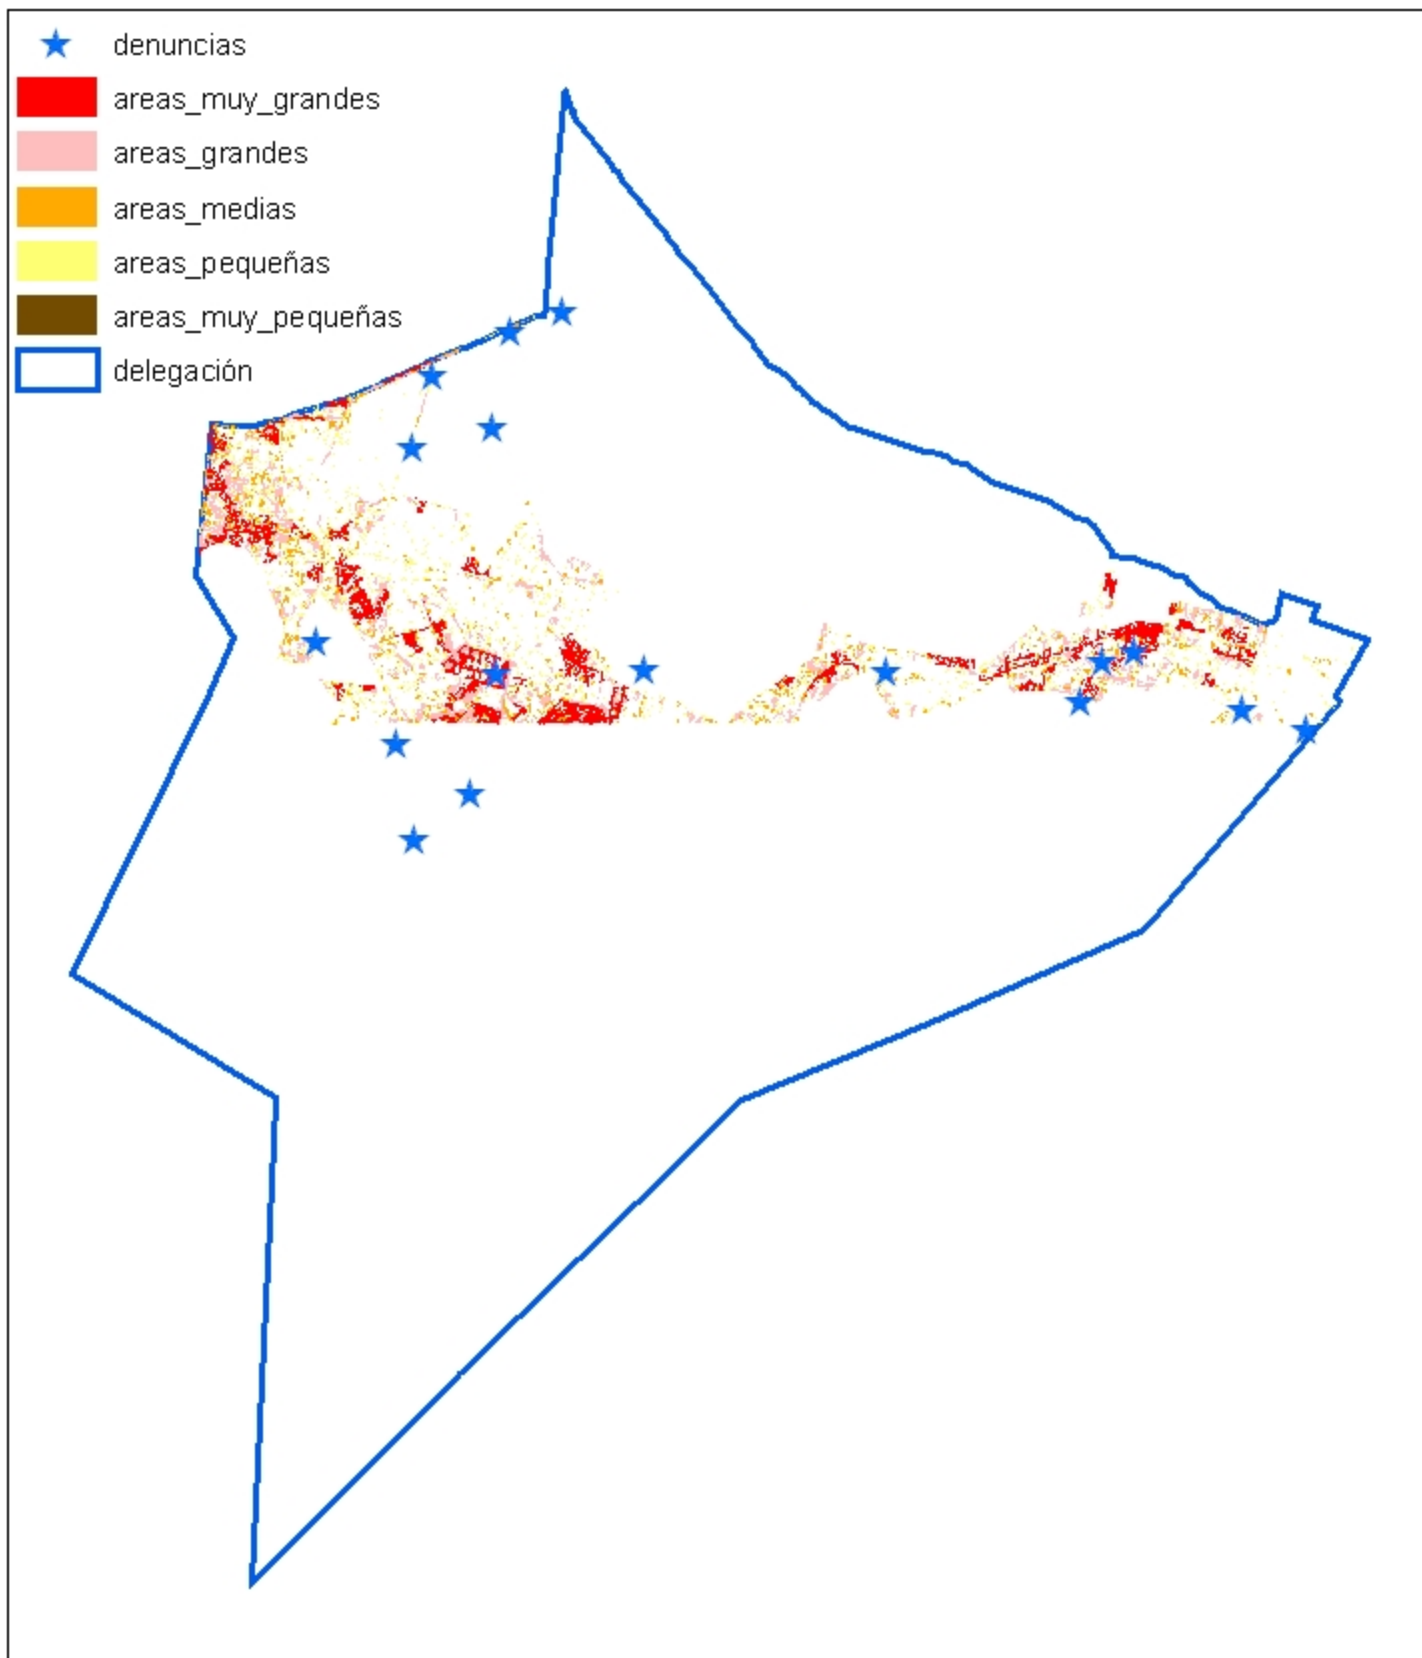 denuncias
areas_muy_grandes
areas_grandes
areas_medias
areas_pequeñas
areas_muy_pequeñas
delegación